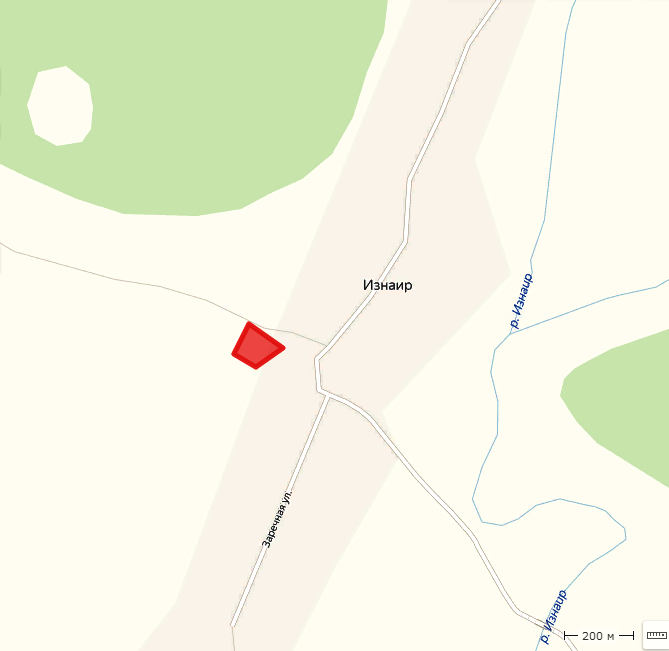 р. Изнаир
Изнаир
Заречная ул.
р. Изнаир
200 м